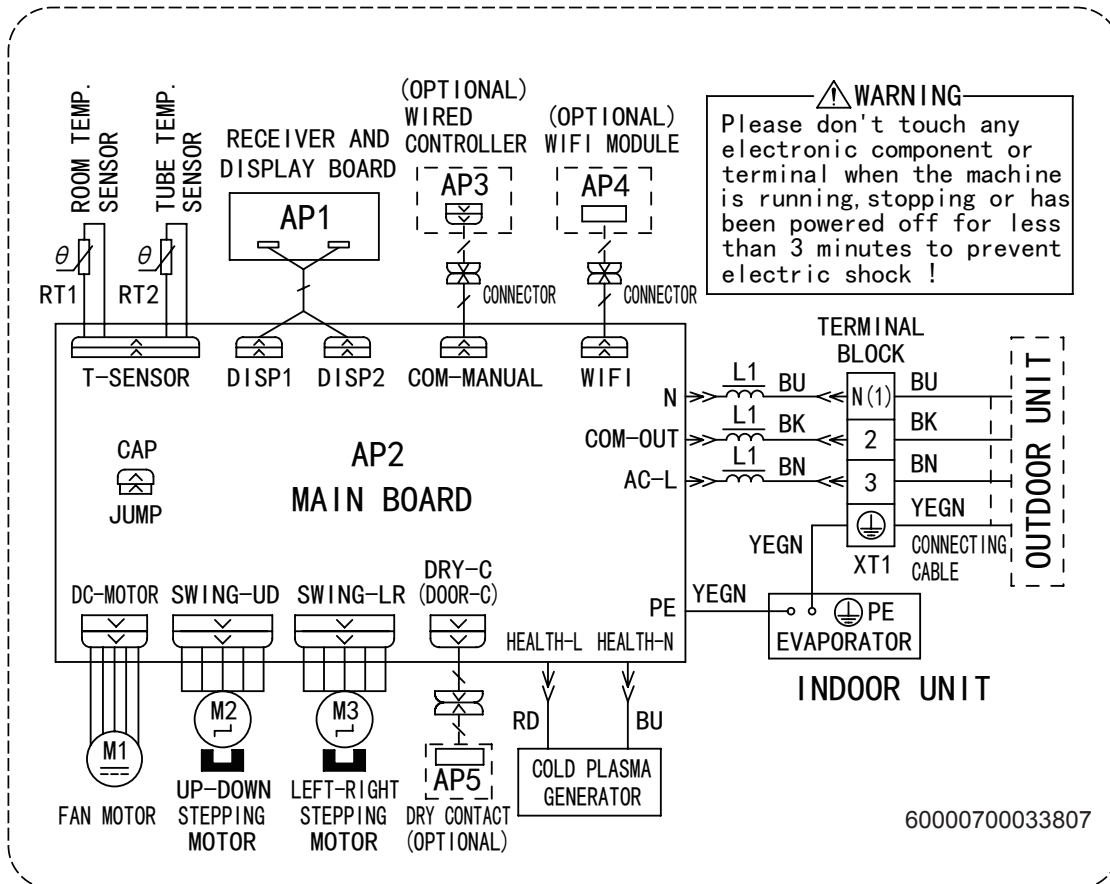 ROOM TEMP.
SENSOR
TUBE TEMP.
SENSOR
RECEIVER AND
DISPLAY BOARD
(OPTIONAL)
WIRED
CONTROLLER
(OPTIONAL)
WIFI MODULE
WARNING
Please don't touch any
electronic component or
terminal when the machine
is running, stopping or has
been powered off for less
than 3 minutes to prevent
electric shock !
AP1
AP3
AP4
θ
RT1
θ
RT2
CONNECTOR
CONNECTOR
T-SENSOR
DISP1
DISP2
COM-MANUAL
WIFI
TERMINAL
BLOCK
N
L1
BU
N(1)
BU
COM-OUT
L1
BK
2
BK
AC-L
L1
BN
3
BN
YEGN
YEGN
XT1
CONNECTING
CABLE
OUTDOOR UNIT
CAP
JUMP
AP2
MAIN BOARD
DC-MOTOR
SWING-UD
SWING-LR
DRY-C
(DOOR-C)
PE
YEGN
PE
EVAPORATOR
HEALTH-L
HEALTH-N
INDOOR UNIT
M1
FAN MOTOR
M2
UP-DOWN
STEPPING
MOTOR
M3
LEFT-RIGHT
STEPPING
MOTOR
AP5
DRY CONTACT
(OPTIONAL)
RD
BU
COLD PLASMA
GENERATOR
60000700033807